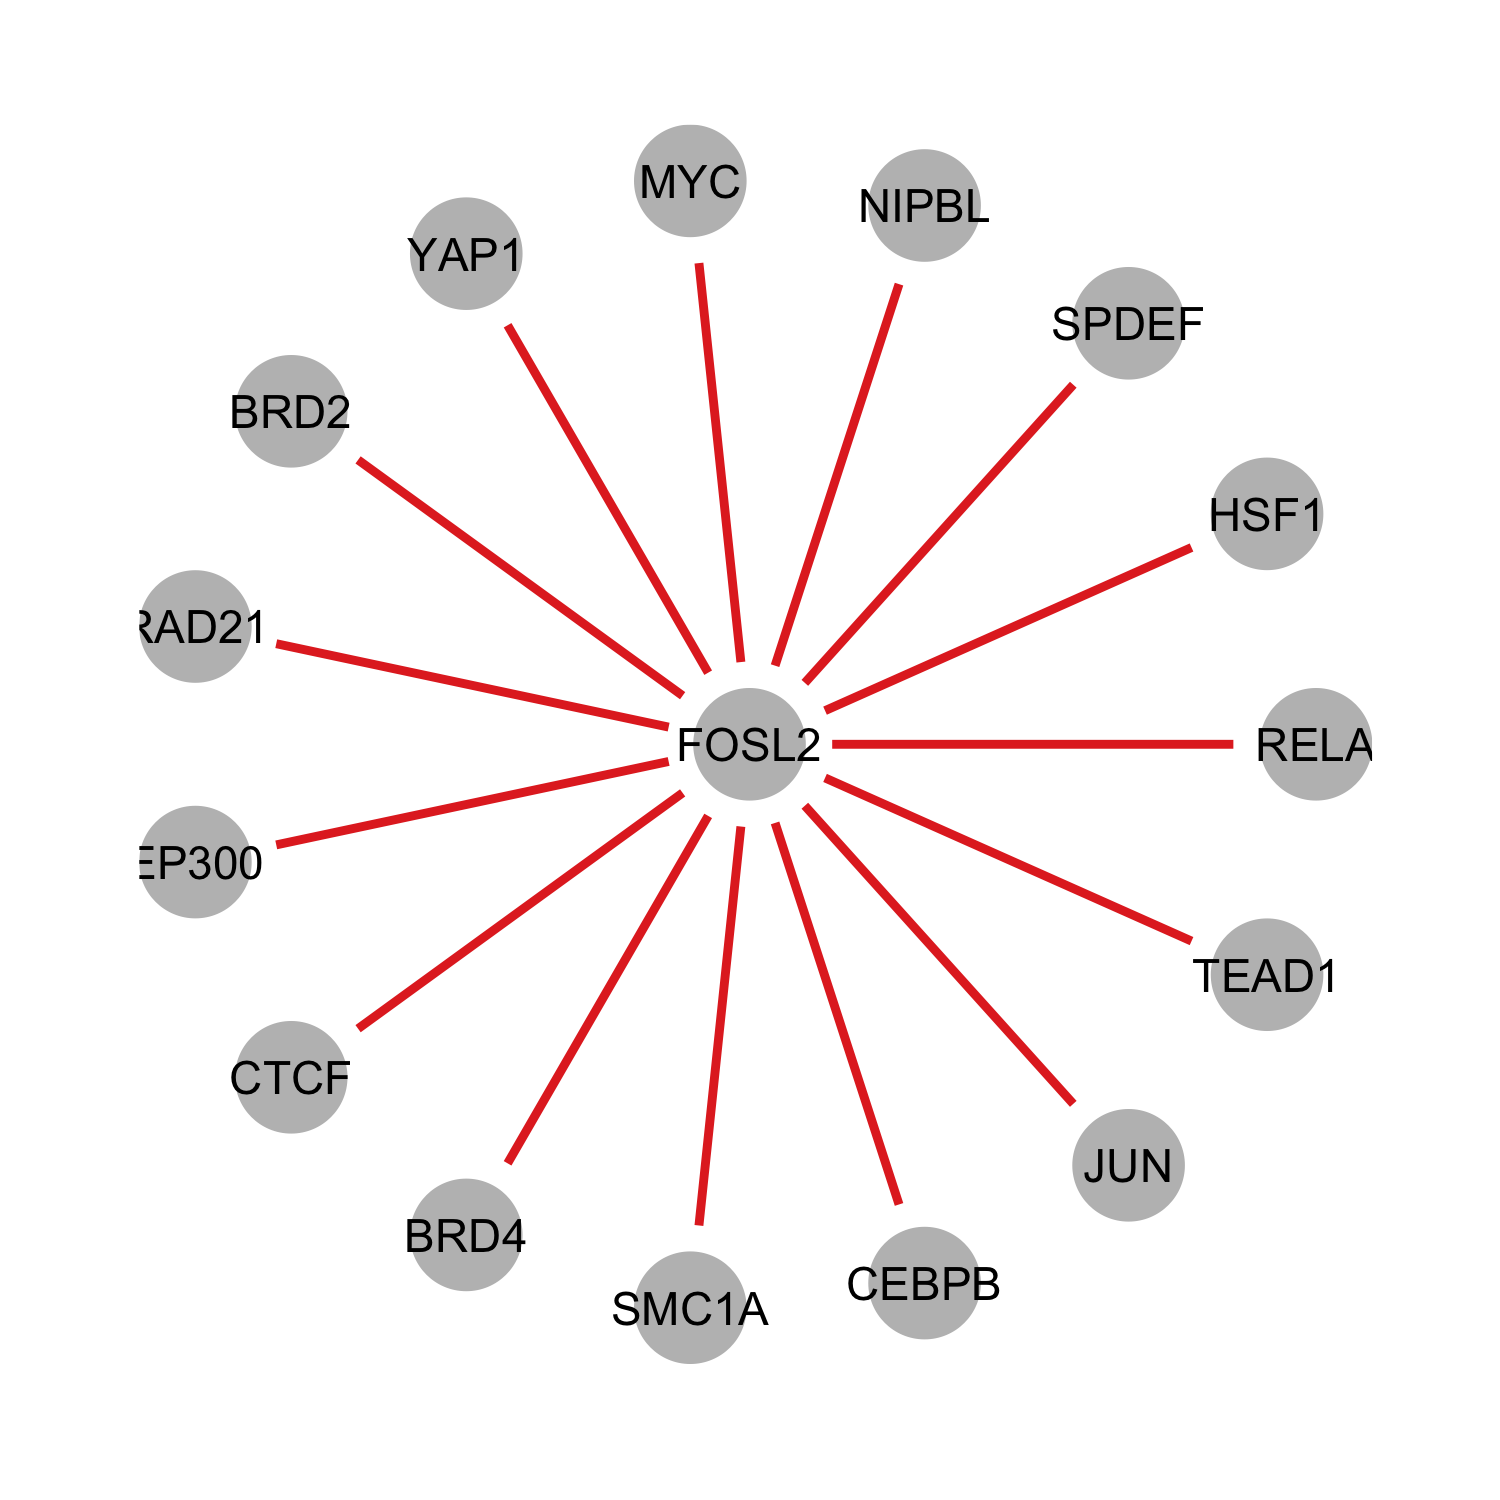 MYC
NIPBL
YAP1
SPDEF
BRD2
HSF1
RAD21
FOSL2
RELA
EP300
TEAD1
CTCF
JUN
BRD4
CEBPB
SMC1A